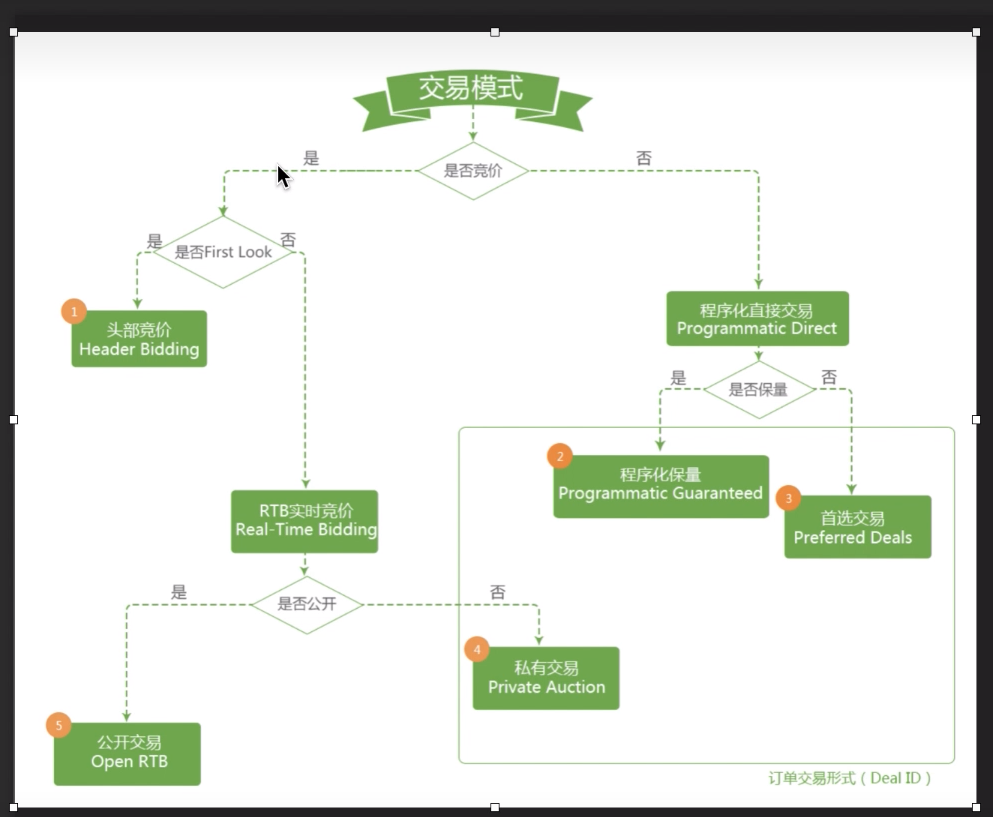 交易模式
是否竞价
是
否
是否First Look
是
否
1
头部竞价
Header Bidding
程序化直接交易
Programmatic Direct
是否保量
是
否
2
程序化保量
Programmatic Guaranteed
3
首选交易
Preferred Deals
RTB实时竞价
Real-Time Bidding
是否公开
是
否
4
私有交易
Private Auction
5
公开交易
Open RTB
订单交易形式（Deal ID）